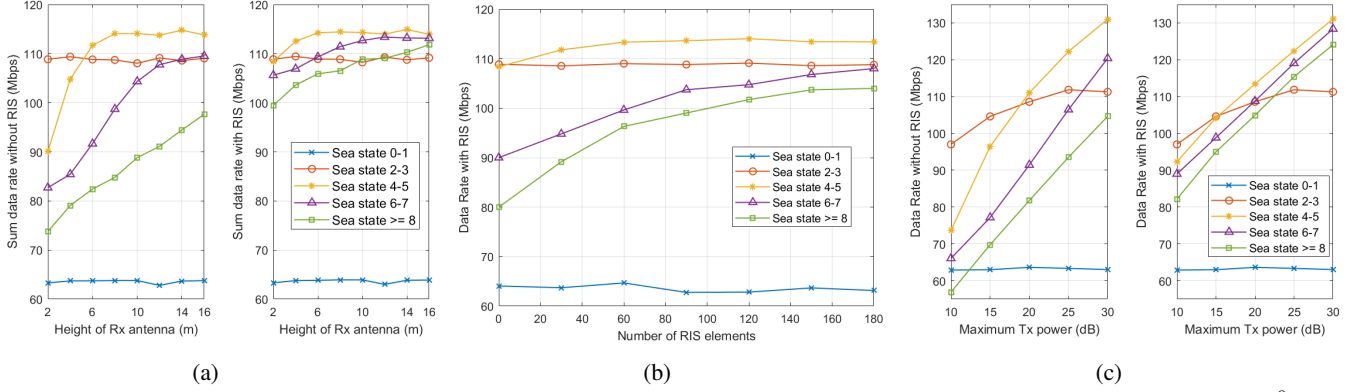 120
110
100
90
80
70
60
2
6
10
14
16
Sum data rate without RIS (Mbps)
Height of Rx antenna (m)
120
110
100
90
80
70
60
2
6
10
14
16
Sum data rate with RIS (Mbps)
Height of Rx antenna (m)
Sea state 0-1
Sea state 2-3
Sea state 4-5
Sea state 6-7
Sea state >= 8
(a)
120
110
100
90
80
70
60
0
20
40
60
80
100
120
140
160
180
Data Rate with RIS (Mbps)
Number of RIS elements
Sea state 0-1
Sea state 2-3
Sea state 4-5
Sea state 6-7
Sea state >= 8
(b)
130
120
110
100
90
80
70
60
10
15
20
25
30
Data Rate without RIS (Mbps)
Maximum Tx power (dB)
130
120
110
100
90
80
70
60
10
15
20
25
30
Data Rate with RIS (Mbps)
Maximum Tx power (dB)
Sea state 0-1
Sea state 2-3
Sea state 4-5
Sea state 6-7
Sea state >= 8
(c)